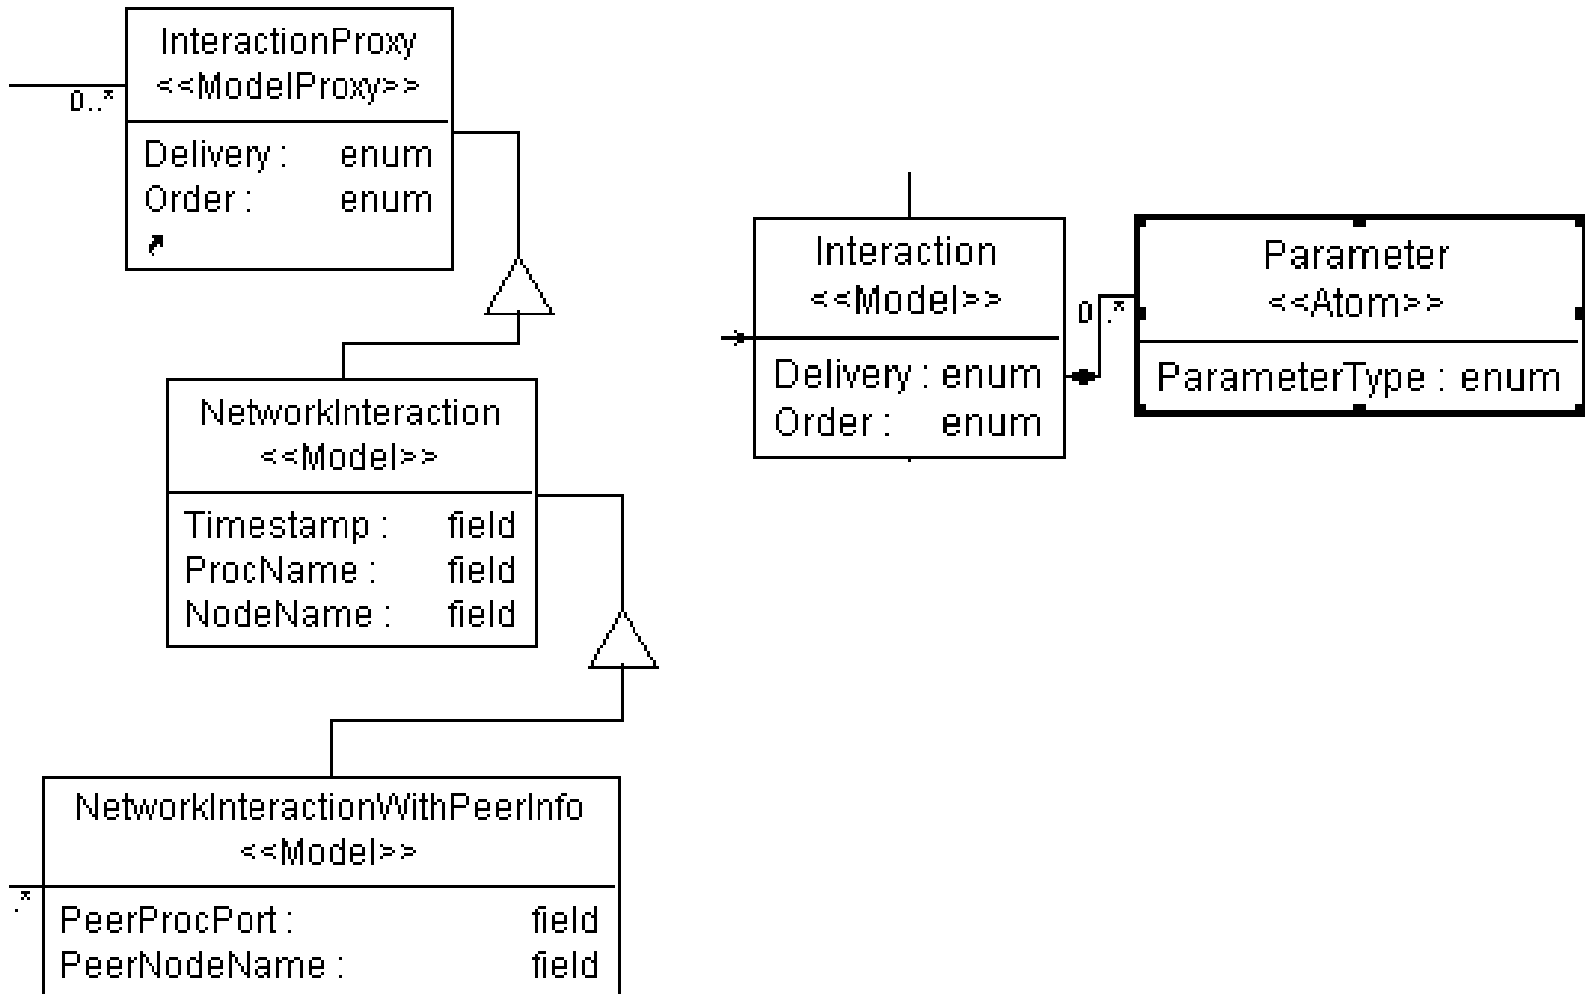 InteractionProxy
<<ModelProxy>>
0..*
Delivery : enum
Order : enum
Interaction
<<Model>>
Delivery : enum
Order : enum
0..*
Parameter
<<Atom>>
ParameterType : enum
NetworkInteraction
<<Model>>
Timestamp : field
ProcName : field
NodeName : field
NetworkInteractionWithPeerInfo
<<Model>>
.*
PeerProcPort : field
PeerNodeName : field